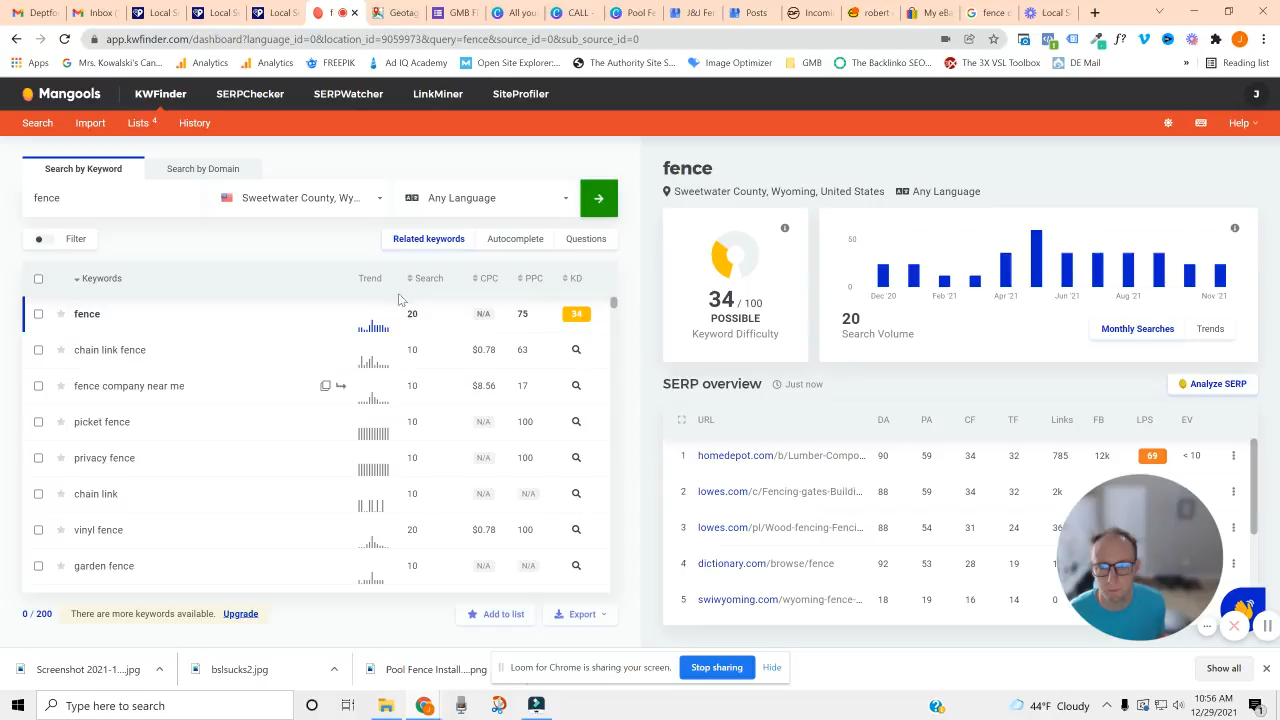 f
Geotag
GMB F
All you
CALL -
Pool Fe
J&J Fe
Posts
Incomi
robert
My eBa
fence c
Local S
app.kwfinder.com/dashboard?language_id=0&location_id=9059973&query=fence&source_id=0&sub_source_id=0
Apps
Mrs. Kowalski's Can...
Analytics
Analytics
FREEPIK
Ad IQ Academy
Open Site Explorer:...
The Authority Site S...
Image Optimizer
GMB
The Backlinko SEO...
The 3X VSL Toolbox
DE Mail
»
Reading list
Mangools
KWFinder
SERPChecker
SERPWatcher
LinkMiner
SiteProfiler
J
Search
Import
Lists 4
History
Help
Search by Keyword
Search by Domain
fence
Sweetwater County, Wy...
Any Language
Filter
Related keywords
Autocomplete
Questions
Keywords Trend Search CPC PPC KD
fence 20 N/A 75 34
chain link fence 10 $0.78 63
fence company near me 10 $8.56 17
picket fence 10 N/A 100
privacy fence 10 N/A 100
chain link 10 N/A N/A
vinyl fence 20 $0.78 100
garden fence 10 N/A N/A
0 / 200
There are more keywords available. Upgrade
Add to list
Export
fence
Sweetwater County, Wyoming, United States Any Language
34 / 100
POSSIBLE
Keyword Difficulty
50
0
Dec '20 Feb '21 Apr '21 Jun '21 Aug '21 Nov '21
20
Search Volume
Monthly Searches
Trends
SERP overview Just now
Analyze SERP
URL DA PA CF TF Links FB LPS EV
1 homedepot.com/b/Lumber-Compo... 90 59 34 32 785 12k 69 < 10
2 lowes.com/c/Fencing-gates-Buildi... 88 59 34 32 2k
3 lowes.com/pl/Wood-fencing-Fenci... 88 54 31 24
4 dictionary.com/browse/fence 92 53 28 19
5 swiwyoming.com/wyoming-fence-... 18 19 16 14
Screenshot 2021-1....jpg
bslsucks2.jpg
Pool Fence Install....png
Loom for Chrome is sharing your screen.
Stop sharing
Hide
Show all
Type here to search
44°F Cloudy
10:56 AM
12/29/2021